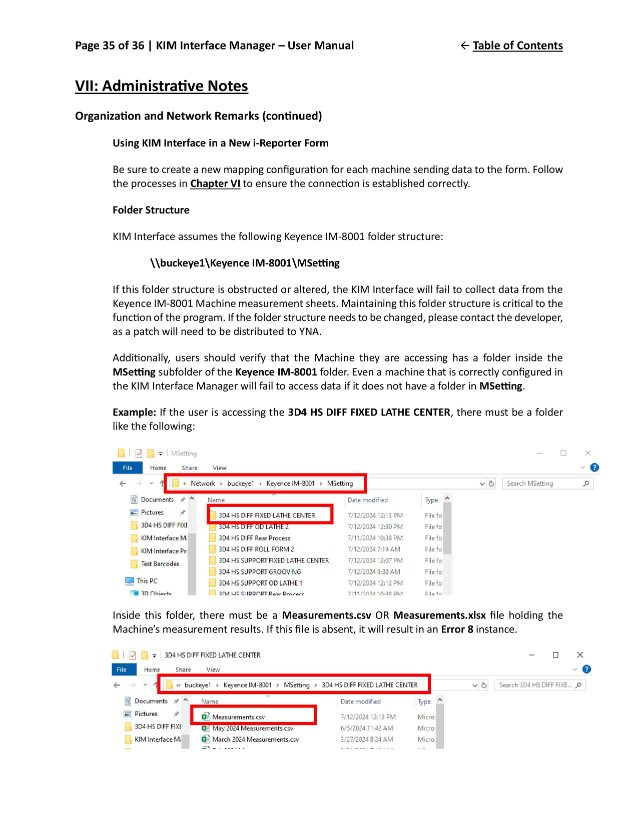 Page 35 of 36 | KIM Interface Manager – User Manual
← Table of Contents
VII: Administrative Notes
Organization and Network Remarks (continued)
Using KIM Interface in a New i-Reporter Form
Be sure to create a new mapping configuration for each machine sending data to the form. Follow
the processes in Chapter VI to ensure the connection is established correctly.
Folder Structure
KIM Interface assumes the following Keyence IM-8001 folder structure:
\\buckeye1\Keyence IM-8001\MSetting
If this folder structure is obstructed or altered, the KIM Interface will fail to collect data from the
Keyence IM-8001 Machine measurement sheets. Maintaining this folder structure is critical to the
function of the program. If the folder structure needs to be changed, please contact the developer,
as a patch will need to be distributed to YNA.
Additionally, users should verify that the Machine they are accessing has a folder inside the
MSetting subfolder of the Keyence IM-8001 folder. Even a machine that is correctly configured in
the KIM Interface Manager will fail to access data if it does not have a folder in MSetting.
Example: If the user is accessing the 3D4 HS DIFF FIXED LATHE CENTER, there must be a folder
like the following:
MSetting
File Home Share View
Network › buckeye1 › Keyence IM-8001 › MSetting
Search MSetting
Documents
Name
Date modified
Type
Pictures
3D4 HS DIFF FIXED LATHE CENTER
7/12/2024 12:13 PM
File fo
3D4 HS DIFF FIXI
3D4 HS DIFF OD LATHE 2
7/12/2024 12:30 PM
File fo
KIM Interface M
3D4 HS DIFF Rear Process
7/11/2024 10:38 PM
File fo
KIM Interface Pr
3D4 HS DIFF ROLL FORM 2
7/12/2024 7:19 AM
File fo
Test Barcodes
3D4 HS SUPPORT FIXED LATHE CENTER
7/12/2024 12:07 PM
File fo
3D4 HS SUPPORT GROOVING
7/12/2024 9:38 AM
File fo
This PC
3D4 HS SUPPORT OD LATHE 1
7/12/2024 12:12 PM
File fo
3D Objects
3D4 HS SUPPORT Rear Process
7/11/2024 10:39 PM
File fo
Inside this folder, there must be a Measurements.csv OR Measurements.xlsx file holding the
Machine’s measurement results. If this file is absent, it will result in an Error 8 instance.
3D4 HS DIFF FIXED LATHE CENTER
File Home Share View
« buckeye1 › Keyence IM-8001 › MSetting › 3D4 HS DIFF FIXED LATHE CENTER
Search 3D4 HS DIFF FIXE...
Documents
Name
Date modified
Type
Pictures
Measurements.csv
7/12/2024 12:13 PM
Micro
3D4 HS DIFF FIXI
May 2024 Measurements.csv
6/5/2024 11:42 AM
Micro
KIM Interface M
March 2024 Measurements.csv
3/27/2024 8:24 AM
Micro